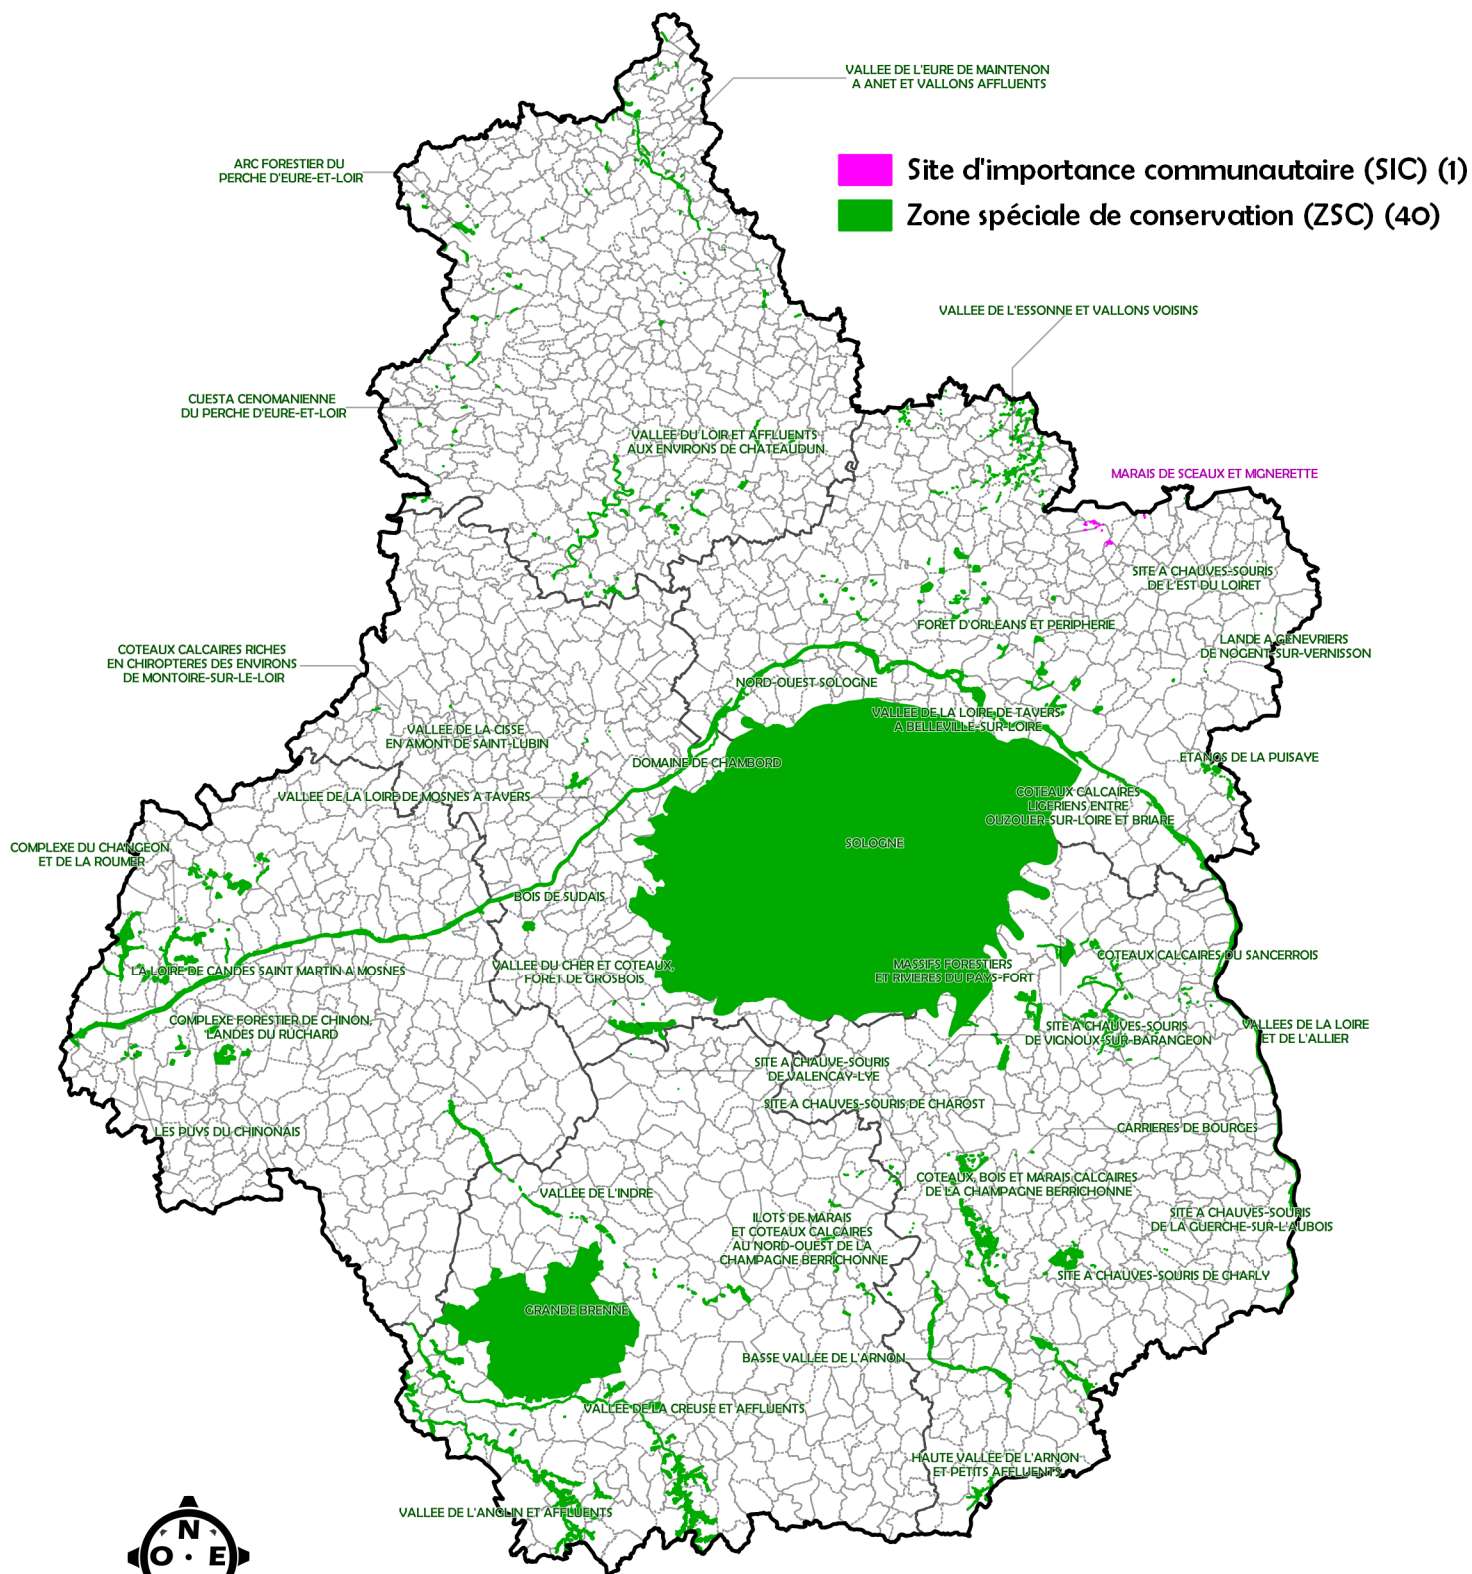 VALLEE DE L'EURE DE MAINTENON
A ANET ET VALLONS AFFLUENTS
ARC FORESTIER DU
PERCHE D'EURE-ET-LOIR
Site d'importance communautaire (SIC) (1)
Zone spéciale de conservation (ZSC) (40)
VALLEE DE L'ESSONNE ET VALLONS VOISINS
CUESTA CENOMANIENNE
DU PERCHE D'EURE-ET-LOIR
VALLEE DU LOIR ET AFFLUENTS
AUX ENVIRONS DE CHATEAUDUN
MARAIS DE SCEAUX ET MIGNERETTE
SITE A CHAUVES-SOURIS
DE L'EST DU LOIRET
FORET D'ORLEANS ET PERIPHERIE
LANDE A GENEVRIERS
DE NOGENT-SUR-VERNISSON
COTEAUX CALCAIRES RICHES
EN CHIROPTERES DES ENVIRONS
DE MONTOIRE-SUR-LE-LOIR
NORD-OUEST SOLOGNE
VALLEE DE LA LOIRE DE TAVERS
A BELLEVILLE-SUR-LOIRE
VALLEE DE LA CISSE
EN AMONT DE SAINT-LUBIN
DOMAINE DE CHAMBORD
ETANGS DE LA PUISAYE
VALLEE DE LA LOIRE DE MOSNES A TAVERS
COTEAUX CALCAIRES
LIGERIENS ENTRE
OUZOUER-SUR-LOIRE ET BRIARE
SOLOGNE
COMPLEXE DU CHANGEON
ET DE LA ROUMER
BOIS DE SUDAIS
COTEAUX CALCAIRES DU SANCERROIS
LA LOIRE DE CANDES SAINT MARTIN A MOSNES
VALLEE DU CHER ET COTEAUX,
FORET DE GROSBOIS
MASSIFS FORESTIERS
ET RIVIERES DU PAYS-FORT
COMPLEXE FORESTIER DE CHINON,
LANDES DU RUCHARD
SITE A CHAUVES-SOURIS
DE VIGNOUX-SUR-BARANGEON
VALLEES DE LA LOIRE
ET DE L'ALLIER
SITE A CHAUVE-SOURIS
DE VALENCAY-LYE
SITE A CHAUVES-SOURIS DE CHAROST
LES PUYS DU CHINONAIS
CARRIERES DE BOURGES
COTEAUX, BOIS ET MARAIS CALCAIRES
DE LA CHAMPAGNE BERRICHONNE
VALLEE DE L'INDRE
ILOTS DE MARAIS
ET COTEAUX CALCAIRES
AU NORD-OUEST DE LA
CHAMPAGNE BERRICHONNE
SITE A CHAUVES-SOURIS
DE LA GUERCHE-SUR-L'AUBOIS
SITE A CHAUVES-SOURIS DE CHARLY
GRANDE BRENNE
BASSE VALLEE DE L'ARNON
VALLEE DE LA CREUSE ET AFFLUENTS
HAUTE VALLEE DE L'ARNON
ET PETITS AFFLUENTS
VALLEE DE L'ANGLIN ET AFFLUENTS
N
O E